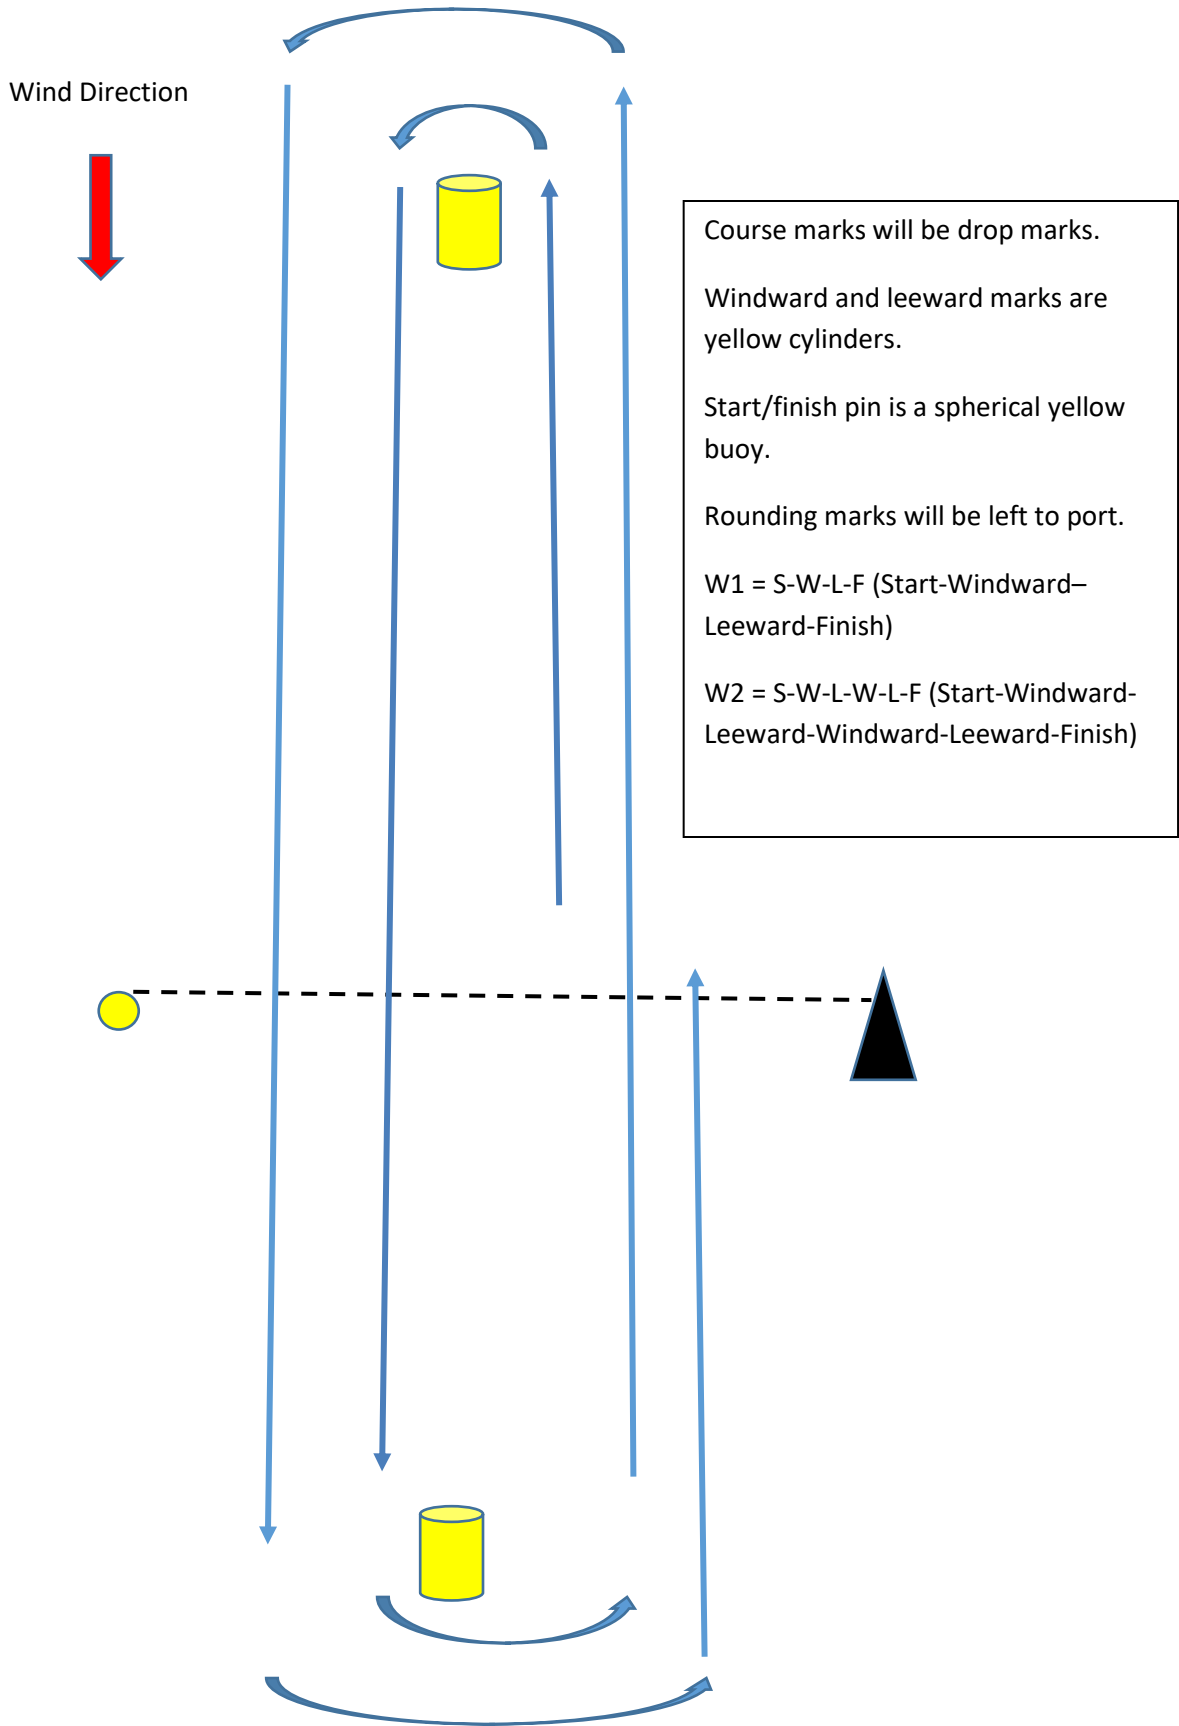 Wind Direction
Course marks will be drop marks.
Windward and leeward marks are
yellow cylinders.
Start/finish pin is a spherical yellow
buoy.
Rounding marks will be left to port.
W1 = S-W-L-F (Start-Windward–
Leeward-Finish)
W2 = S-W-L-W-L-F (Start-Windward-
Leeward-Windward-Leeward-Finish)